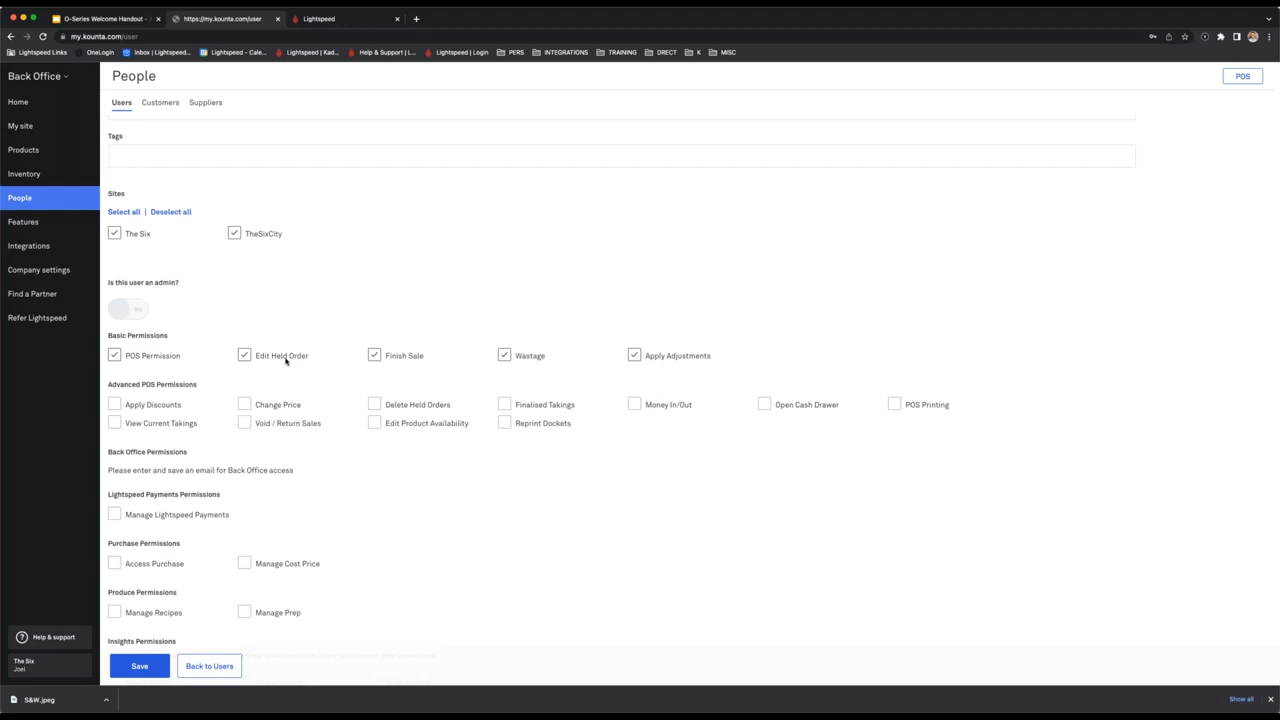 O-Series Welcome Handout - A
https://my.kounta.com/user
Lightspeed
my.kounta.com/user
Lightspeed Links
OneLogin
Inbox | Lightspeed...
Lightspeed - Cale...
Lightspeed | Kad...
Help & Support | L...
Lightspeed | Login
PERS
INTEGRATIONS
TRAINING
DRECT
K
MISC
Back Office
People
POS
Home
My site
Products
Inventory
People
Features
Integrations
Company settings
Find a Partner
Refer Lightspeed
Help & support
The Six
Joel
Users
Customers
Suppliers
Tags
Sites
Select all | Deselect all
The Six
TheSixCity
Is this user an admin?
No
Basic Permissions
POS Permission
Edit Held Order
Finish Sale
Wastage
Apply Adjustments
Advanced POS Permissions
Apply Discounts
Change Price
Delete Held Orders
Finalised Takings
Money In/Out
Open Cash Drawer
POS Printing
View Current Takings
Void / Return Sales
Edit Product Availability
Reprint Dockets
Back Office Permissions
Please enter and save an email for Back Office access
Lightspeed Payments Permissions
Manage Lightspeed Payments
Purchase Permissions
Access Purchase
Manage Cost Price
Produce Permissions
Manage Recipes
Manage Prep
Insights Permissions
Save
Back to Users
S&W.jpeg
Show all